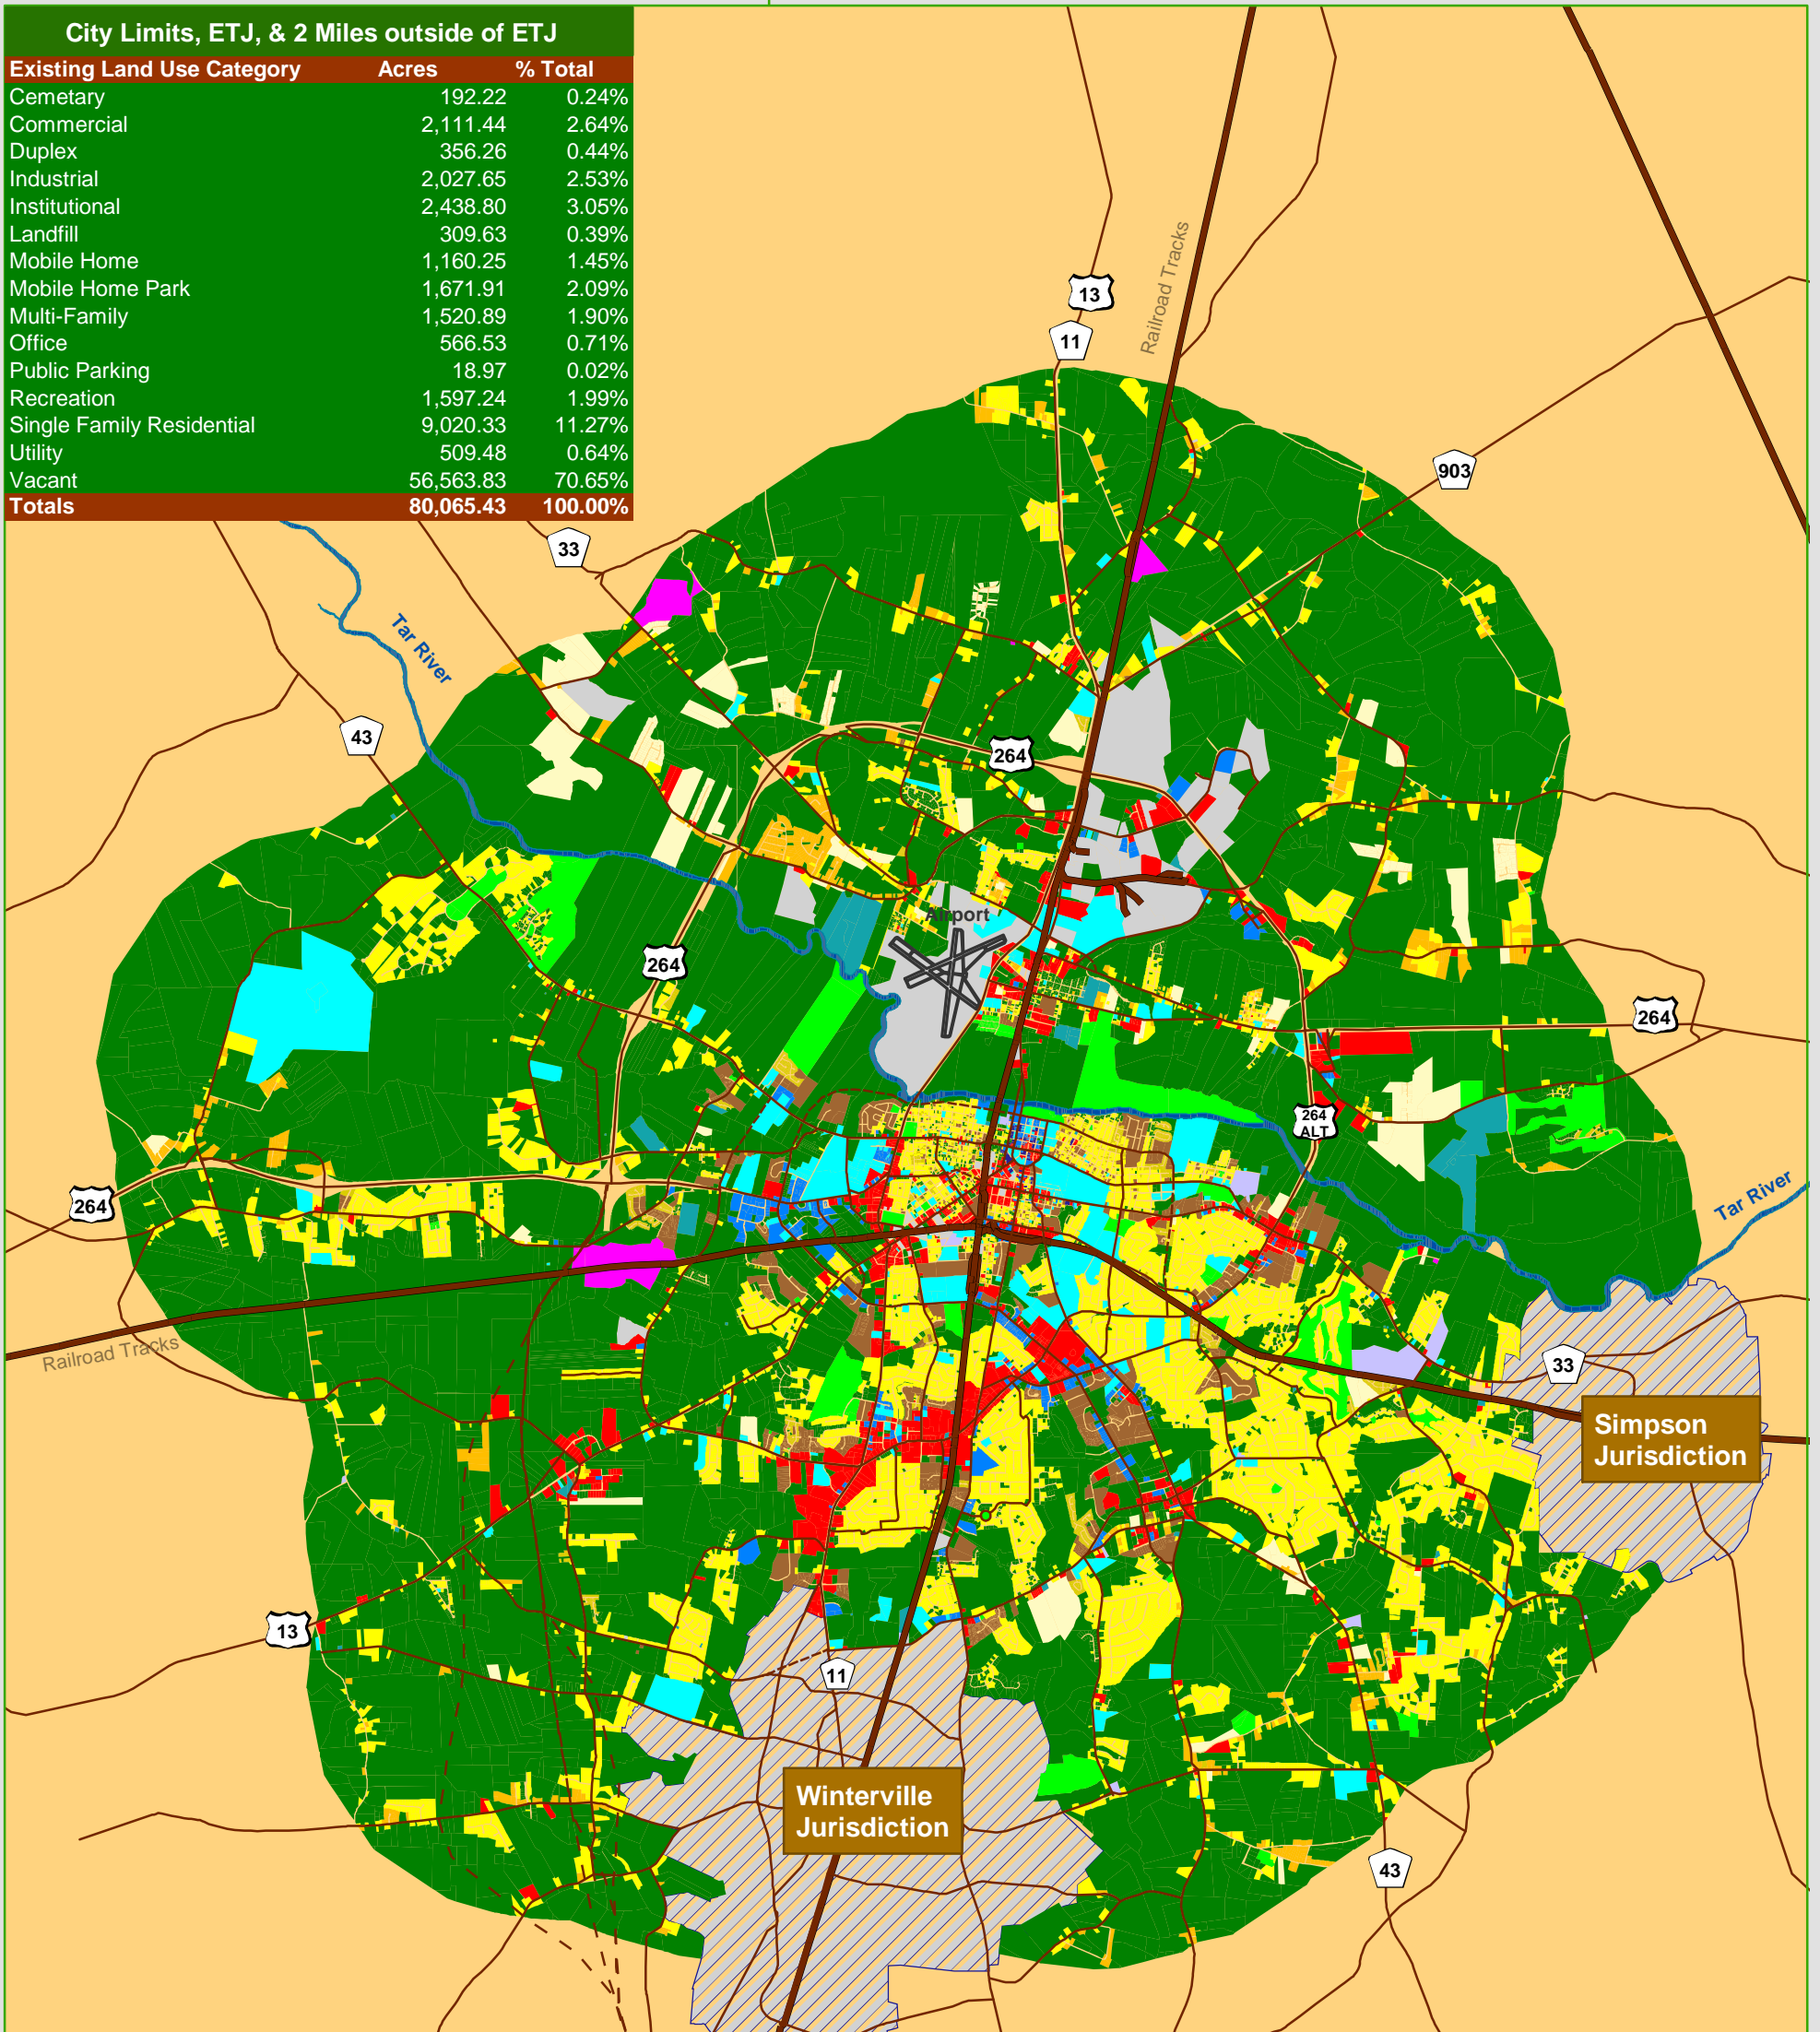 City Limits, ETJ, & 2 Miles outside of ETJ
Existing Land Use Category Acres % Total
Cemetary 192.22 0.24%
Commercial 2,111.44 2.64%
Duplex 356.26 0.44%
Industrial 2,027.65 2.53%
Institutional 2,438.80 3.05%
Landfill 309.63 0.39%
Mobile Home 1,160.25 1.45%
Mobile Home Park 1,671.91 2.09%
Multi-Family 1,520.89 1.90%
Office 566.53 0.71%
Public Parking 18.97 0.02%
Recreation 1,597.24 1.99%
Single Family Residential 9,020.33 11.27%
Utility 509.48 0.64%
Vacant 56,563.83 70.65%
Totals 80,065.43 100.00%
Railroad Tracks
13
11
903
33
Tar River
43
264
Airport
264
264
264
ALT
264
Tar River
Railroad Tracks
33
Simpson
Jurisdiction
13
11
Winterville
Jurisdiction
43